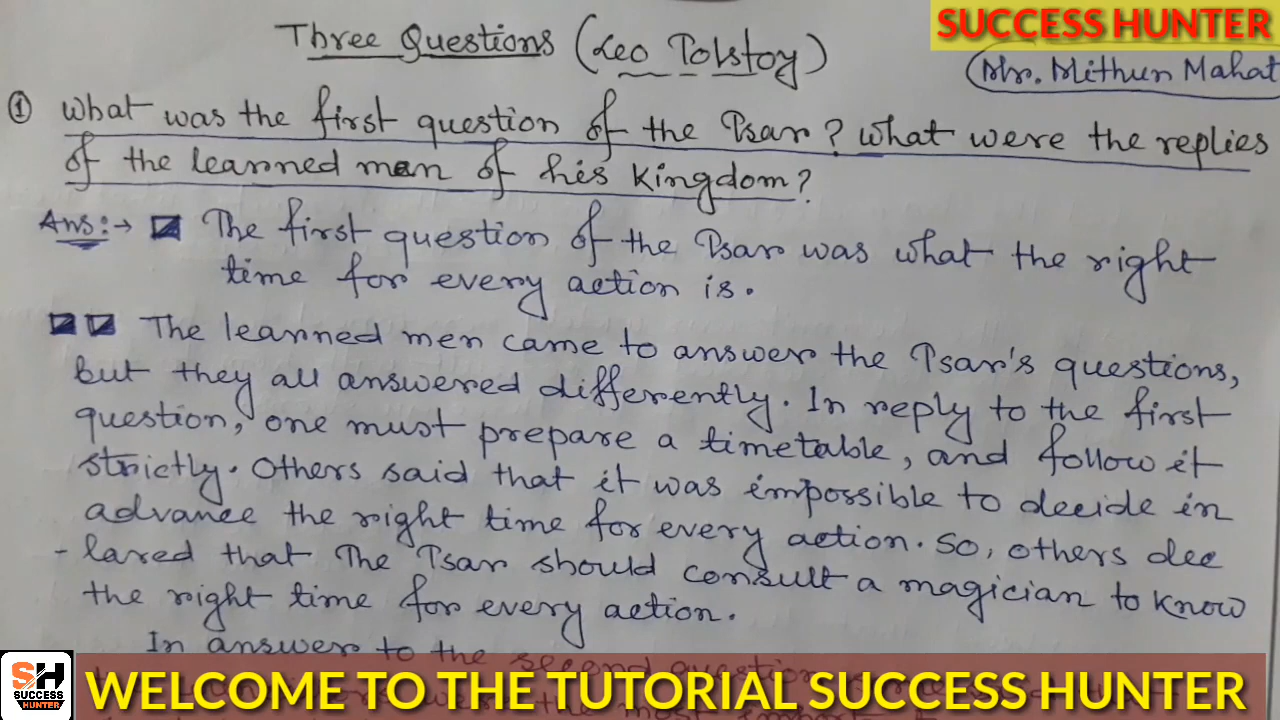 SUCCESS HUNTER
Three Questions (Leo Tolstoy)
(Mr. Mithun Mahat
① What was the first question of the Tsar? What were the replies
of the learned men of his kingdom?
Ans:→ The first question of the Tsar was what the right
time for every action is.
The learned men came to answer the Tsar's questions,
but they all answered differently. In reply to the first
question, one must prepare a timetable, and follow it
strictly. Others said that it was impossible to decide in
advance the right time for every action. So, others dec
-lared that The Tsar should consult a magician to know
the right time for every action.
In answer to the second question
SH
SUCCESS
HUNTER
WELCOME TO THE TUTORIAL SUCCESS HUNTER